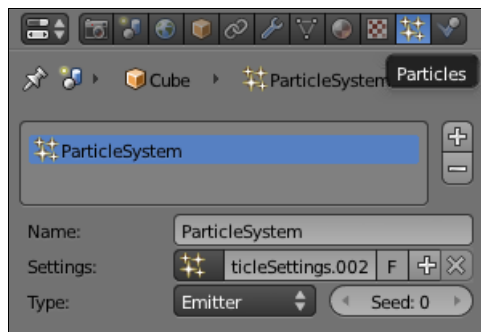 Cube ParticleSystem
Particles
ParticleSystem
Name: ParticleSystem
Settings: ticleSettings.002 F
Type: Emitter Seed: 0